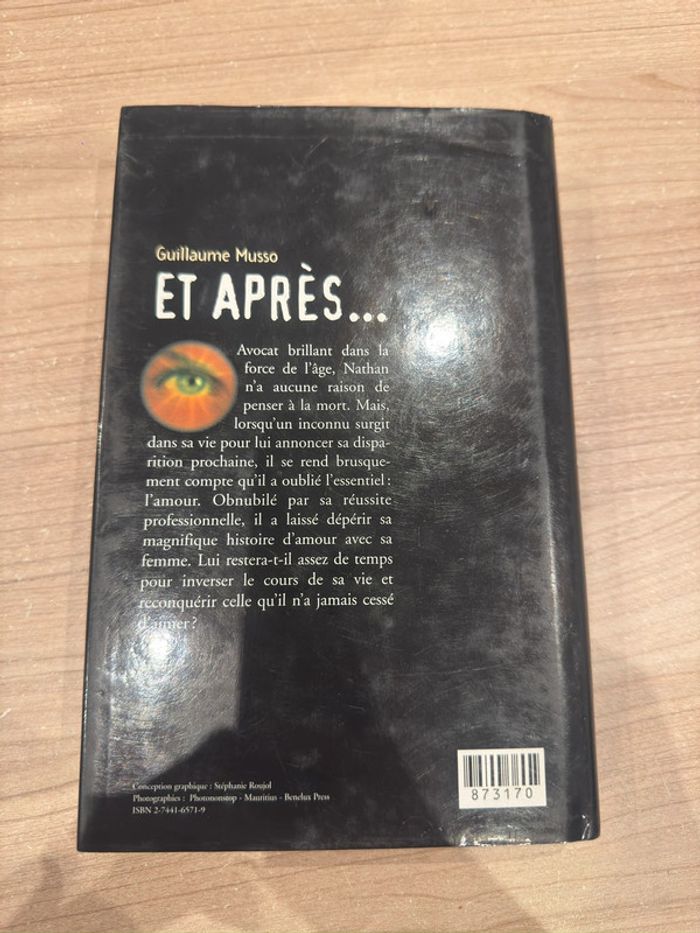 Guillaume Musso
ET APRÈS...
Avocat brillant dans la
force de l'âge, Nathan
n'a aucune raison de
penser à la mort. Mais,
lorsqu'un inconnu surgit
dans sa vie pour lui annoncer sa dispa-
rition prochaine, il se rend brusque-
ment compte qu'il a oublié l'essentiel :
l'amour. Obnubilé par sa réussite
professionnelle, il a laissé dépérir sa
magnifique histoire d'amour avec sa
femme. Lui restera-t-il assez de temps
pour inverser le cours de sa vie et
reconquérir celle qu'il n'a jamais cessé
d'aimer ?
Conception graphique : Stéphanie Roujol
Photographies : Photononstop - Mauritius - Benelux Press
ISBN 2-7441-6571-9
873170